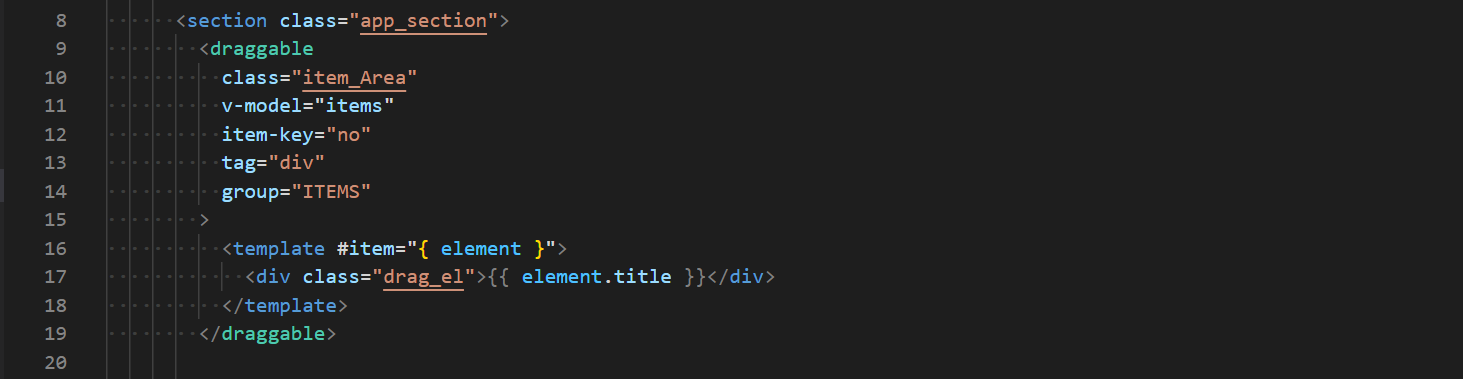 8 <section class="app_section">
9 <draggable
10 class="item_Area"
11 v-model="items"
12 item-key="no"
13 tag="div"
14 group="ITEMS"
15 >
16 <template #item="{ element }">
17 <div class="drag_el">{{ element.title }}</div>
18 </template>
19 </draggable>
20